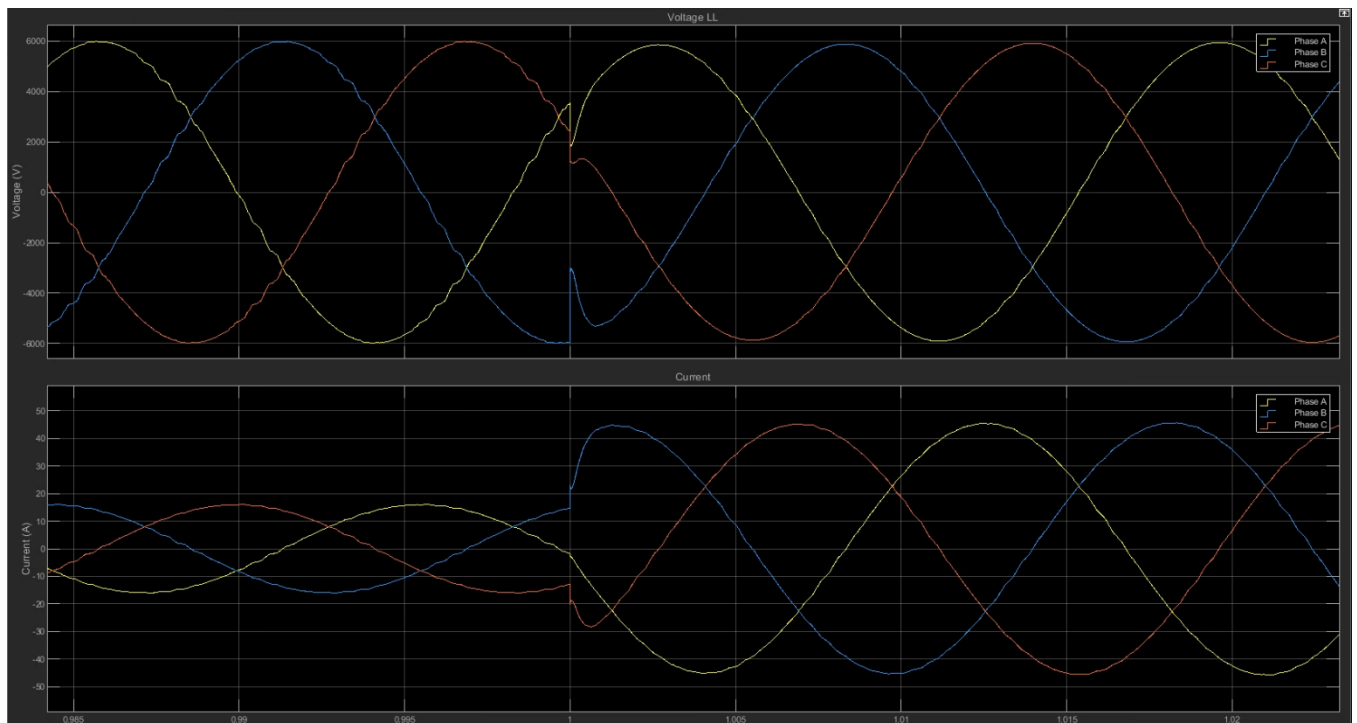 Voltage LL
Phase A
Phase B
Phase C
Voltage (V)
6000
4000
2000
0
-2000
-4000
-6000
Current
Phase A
Phase B
Phase C
Current (A)
50
40
30
20
10
0
-10
-20
-30
-40
-50
0.985
0.99
0.995
1
1.005
1.01
1.015
1.02